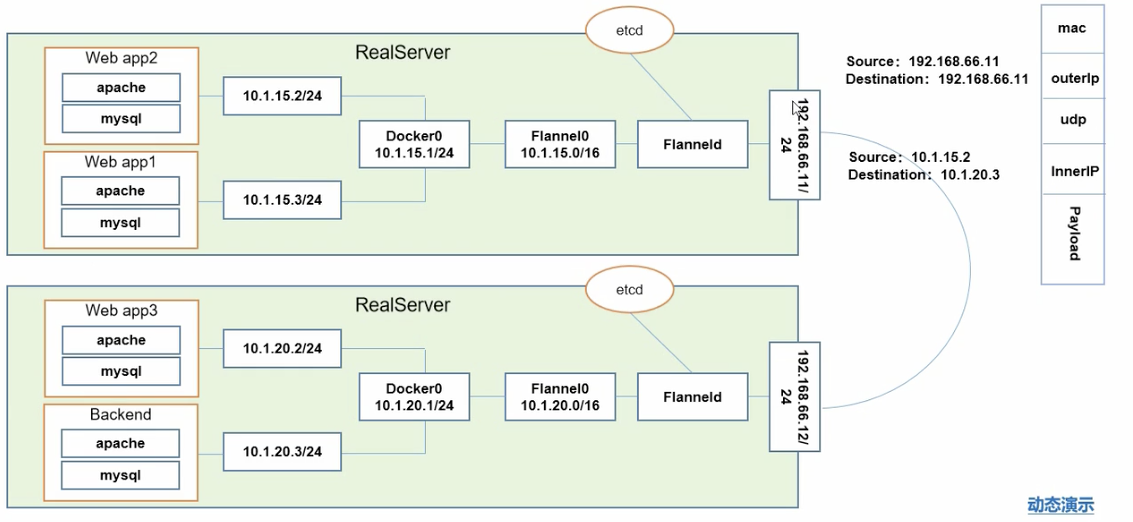 etcd
RealServer
Web app2
apache
mysql
10.1.15.2/24
Web app1
apache
mysql
10.1.15.3/24
Docker0
10.1.15.1/24
Flannel0
10.1.15.0/16
Flanneld
192.168.66.11/
24
Source：192.168.66.11
Destination：192.168.66.11
Source：10.1.15.2
Destination：10.1.20.3
mac
outerIp
udp
InnerIP
Payload
etcd
RealServer
Web app3
apache
mysql
10.1.20.2/24
Backend
apache
mysql
10.1.20.3/24
Docker0
10.1.20.1/24
Flannel0
10.1.20.0/16
Flanneld
192.168.66.12/
24
动态演示